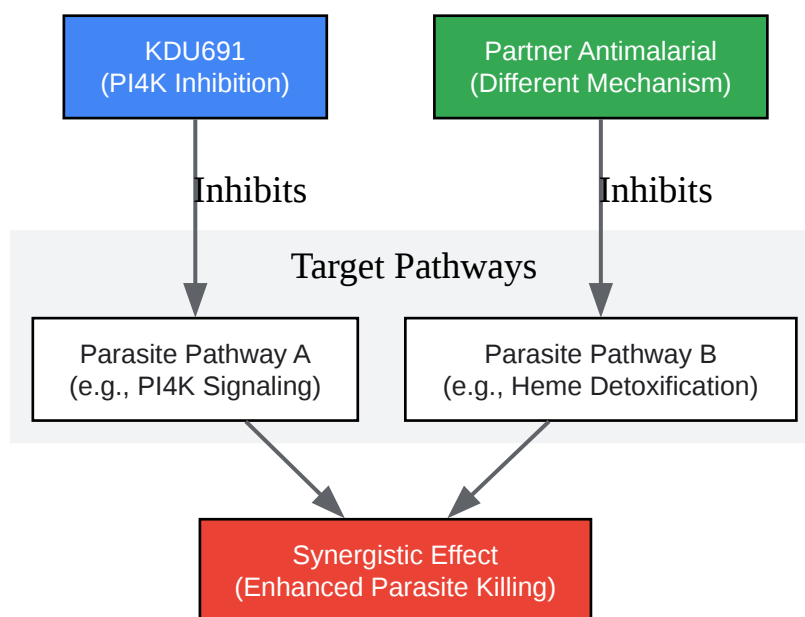 KDU691
(PI4K Inhibition)
Partner Antimalarial
(Different Mechanism)
Inhibits
Inhibits
Target Pathways
Parasite Pathway A
(e.g., PI4K Signaling)
Parasite Pathway B
(e.g., Heme Detoxification)
Synergistic Effect
(Enhanced Parasite Killing)